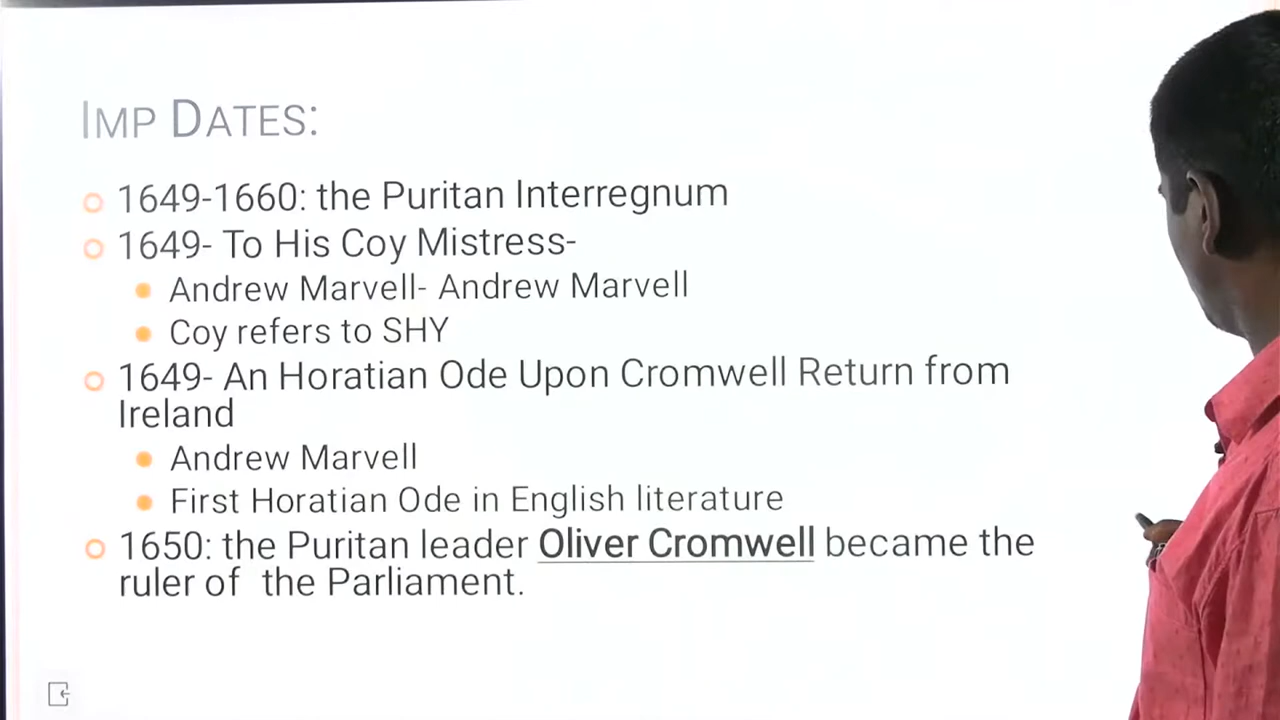 IMP DATES:
1649-1660: the Puritan Interregnum
1649- To His Coy Mistress-
Andrew Marvell- Andrew Marvell
Coy refers to SHY
1649- An Horatian Ode Upon Cromwell Return from
Ireland
Andrew Marvell
First Horatian Ode in English literature
1650: the Puritan leader Oliver Cromwell became the
ruler of the Parliament.